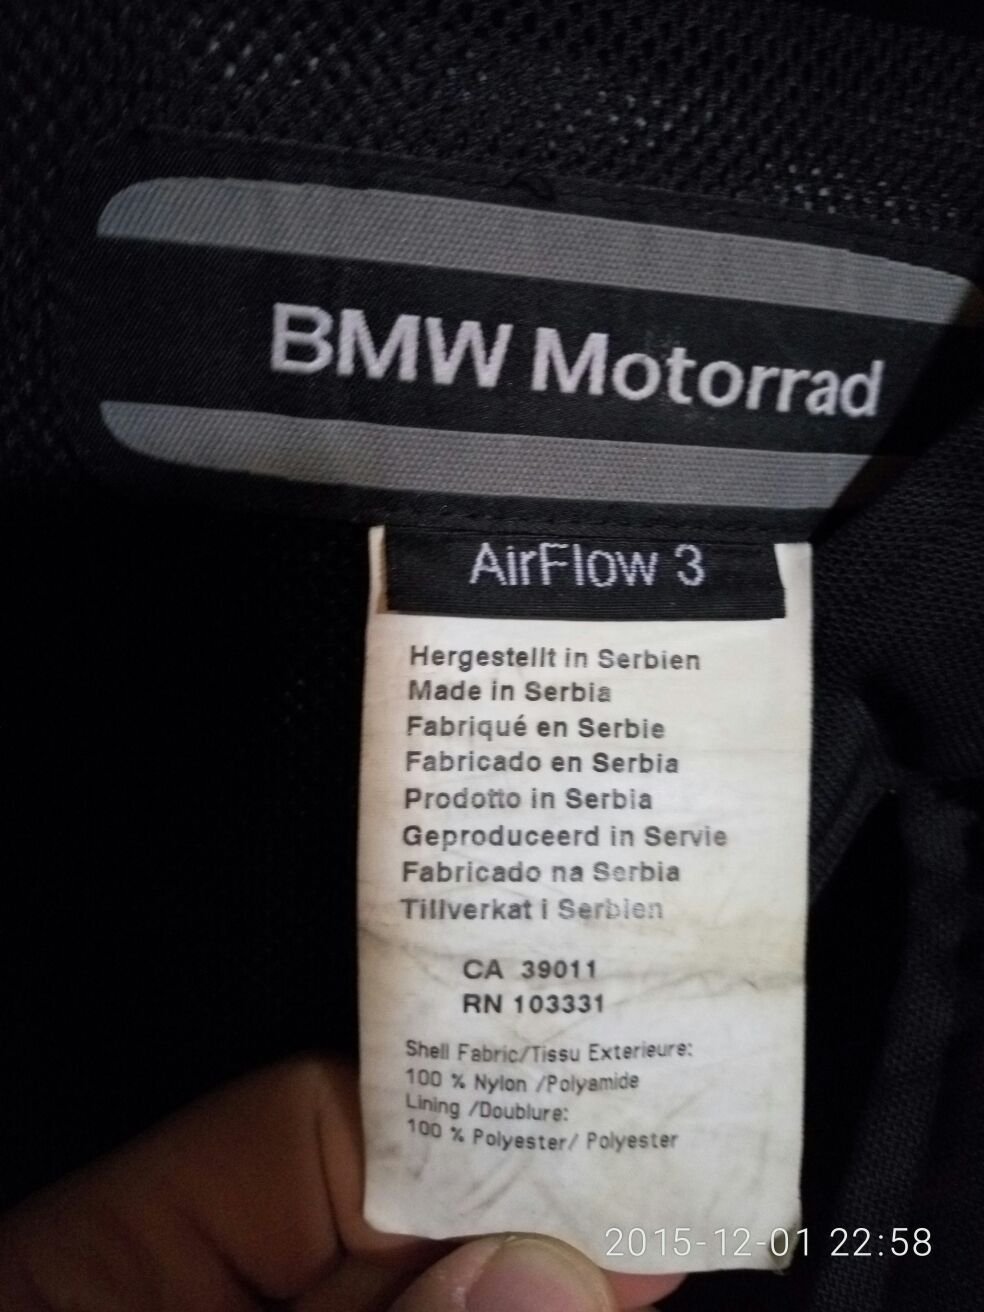 BMW Motorrad
AirFlow 3
Hergestellt in Serbien
Made in Serbia
Fabriqué en Serbie
Fabricado en Serbia
Prodotto in Serbia
Geproduceerd in Servie
Fabricado na Serbia
Tillverkat i Serbien
CA 39011
RN 103331
Shell Fabric/Tissu Exterieure:
100 % Nylon /Polyamide
Lining /Doublure:
100 % Polyester/ Polyester
2015-12-01 22:58